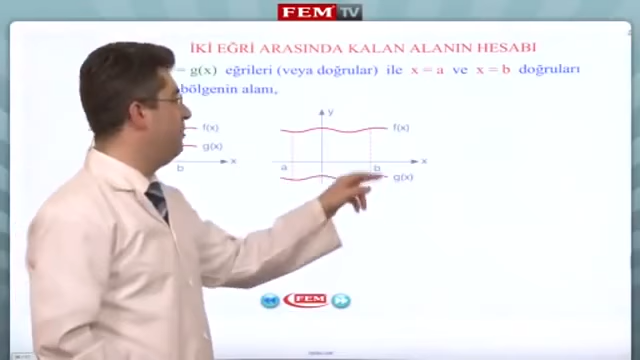 FEM TV
İKİ EĞRİ ARASINDA KALAN ALANIN HESABI
= g(x) eğrileri (veya doğrular) ile x = a ve x = b doğruları
bölgenin alanı,
f(x)
g(x)
x
b
y
f(x)
x
a
b
g(x)
FEM